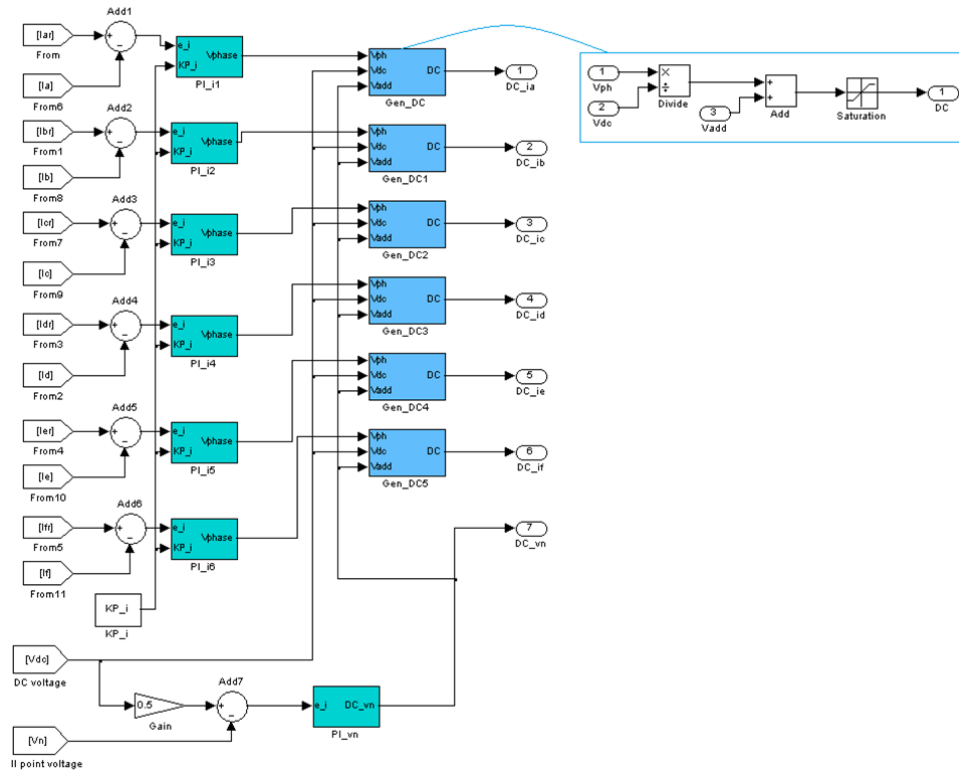 Add1
[Iar]
From
[Ia]
From6
e_i
KP_i
Vphase
PI_i1
Vph
Vdc
Vadd
DC
Gen_DC
1
DC_ia
1
Vph
2
Vdc
×
÷
Divide
3
Vadd
+
+
Add
Saturation
1
DC
Add2
[Ibr]
From1
[Ib]
From8
e_i
KP_i
Vphase
PI_i2
Vph
Vdc
Vadd
DC
Gen_DC1
2
DC_ib
Add3
[Icr]
From7
[Ic]
From9
e_i
KP_i
Vphase
PI_i3
Vph
Vdc
Vadd
DC
Gen_DC2
3
DC_ic
Add4
[Idr]
From3
[Id]
From2
e_i
KP_i
Vphase
PI_i4
Vph
Vdc
Vadd
DC
Gen_DC3
4
DC_id
Add5
[Ier]
From4
[Ie]
From10
e_i
KP_i
Vphase
PI_i5
Vph
Vdc
Vadd
DC
Gen_DC4
5
DC_ie
Add6
[Ifr]
From5
[If]
From11
e_i
KP_i
Vphase
PI_i6
Vph
Vdc
Vadd
DC
Gen_DC5
6
DC_if
7
DC_vn
KP_i
KP_i
[Vdc]
DC voltage
0.5
Gain
Add7
e_i
DC_vn
PI_vn
[Vn]
II point voltage